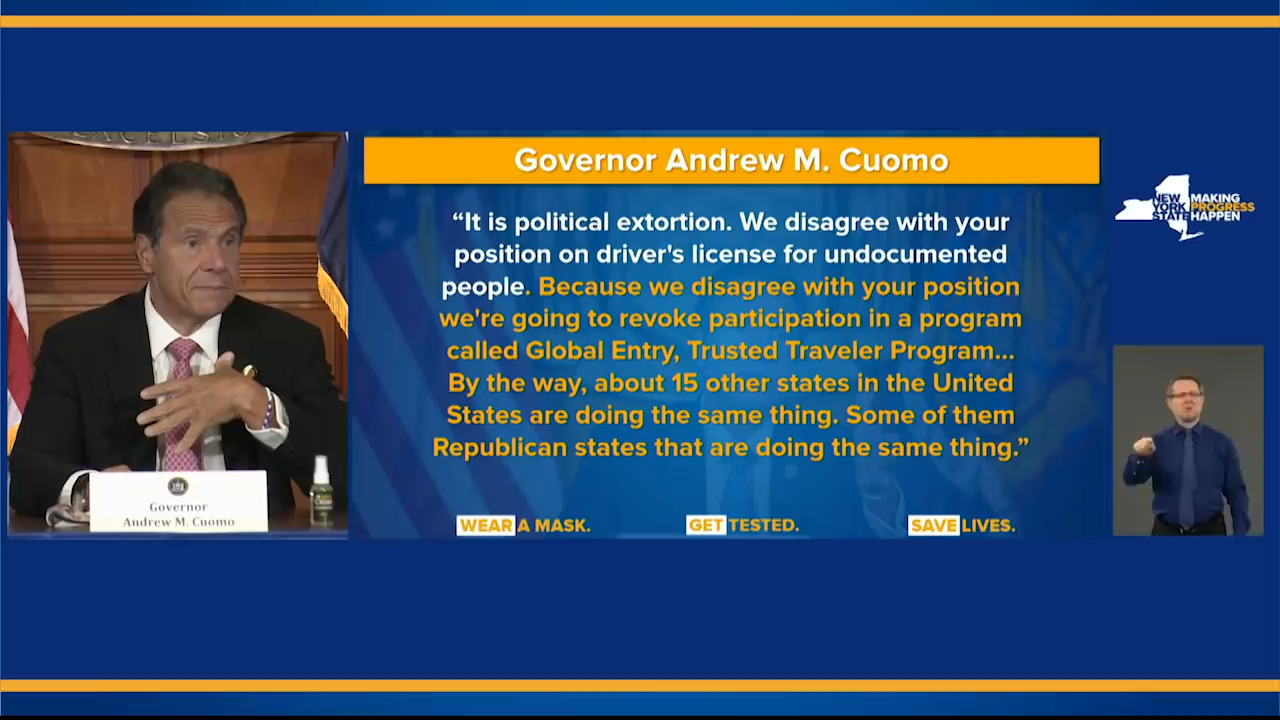 EXCELSIO
Governor
Andrew M. Cuomo
Governor Andrew M. Cuomo
“It is political extortion. We disagree with your
position on driver's license for undocumented
people. Because we disagree with your position
we're going to revoke participation in a program
called Global Entry, Trusted Traveler Program...
By the way, about 15 other states in the United
States are doing the same thing. Some of them
Republican states that are doing the same thing.”
WEAR A MASK. GET TESTED. SAVE LIVES.
NEW YORK STATE
MAKING
PROGRESS
HAPPEN